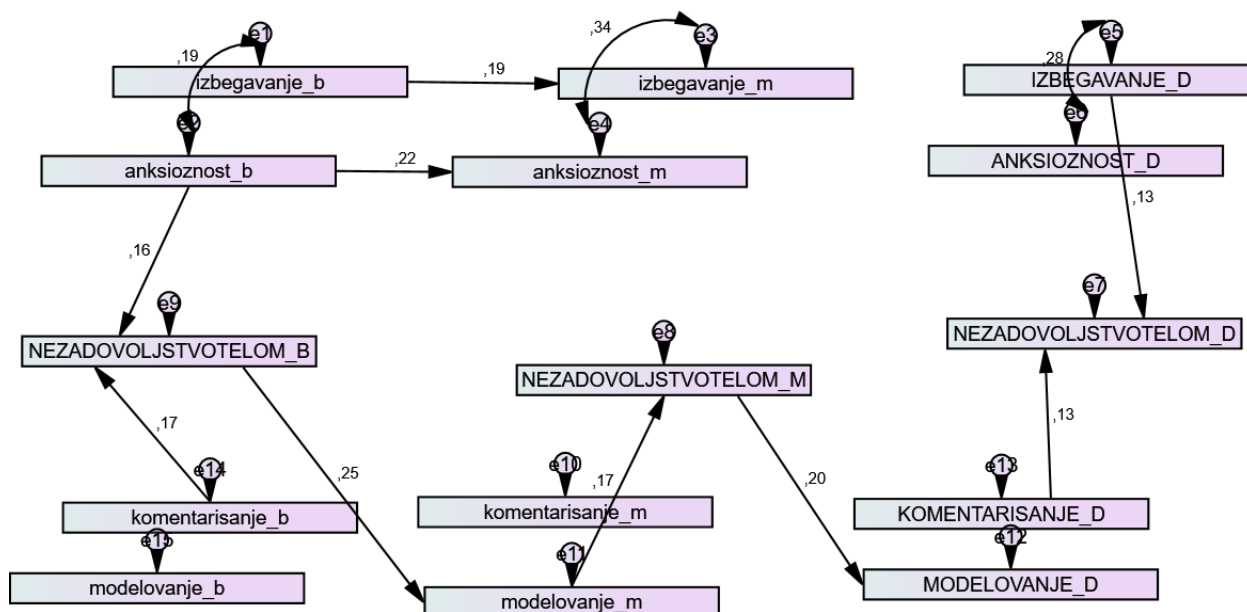 e1
,19
izbegavanje_b
,19
,34
e3
izbegavanje_m
e5
,28
IZBEGAVANJE_D
anksioznost_b
,22
e4
anksioznost_m
e6
ANKSIOZNOST_D
,13
,16
e9
NEZADOVOLJSTVOTELOM_B
e8
NEZADOVOLJSTVOTELOM_M
e7
NEZADOVOLJSTVOTELOM_D
,17
,25
,17
,20
,13
e14
komentarisanje_b
e10
komentarisanje_m
e13
KOMENTARISANJE_D
e15
modelovanje_b
e11
modelovanje_m
e12
MODELOVANJE_D